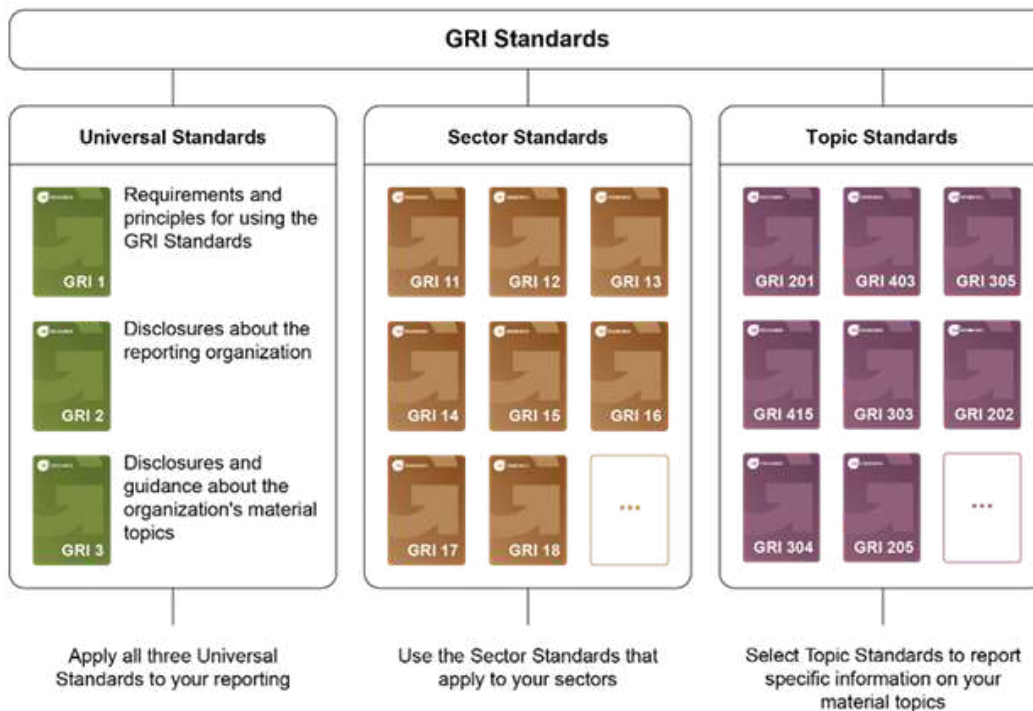 GRI Standards
Universal Standards
GRI 1
Requirements and
principles for using the
GRI Standards
GRI 2
Disclosures about the
reporting organization
GRI 3
Disclosures and
guidance about the
organization's material
topics
Apply all three Universal
Standards to your reporting
Sector Standards
GRI 11
GRI 12
GRI 13
GRI 14
GRI 15
GRI 16
GRI 17
GRI 18
...
Use the Sector Standards that
apply to your sectors
Topic Standards
GRI 201
GRI 403
GRI 305
GRI 415
GRI 303
GRI 202
GRI 304
GRI 205
...
Select Topic Standards to report
specific information on your
material topics